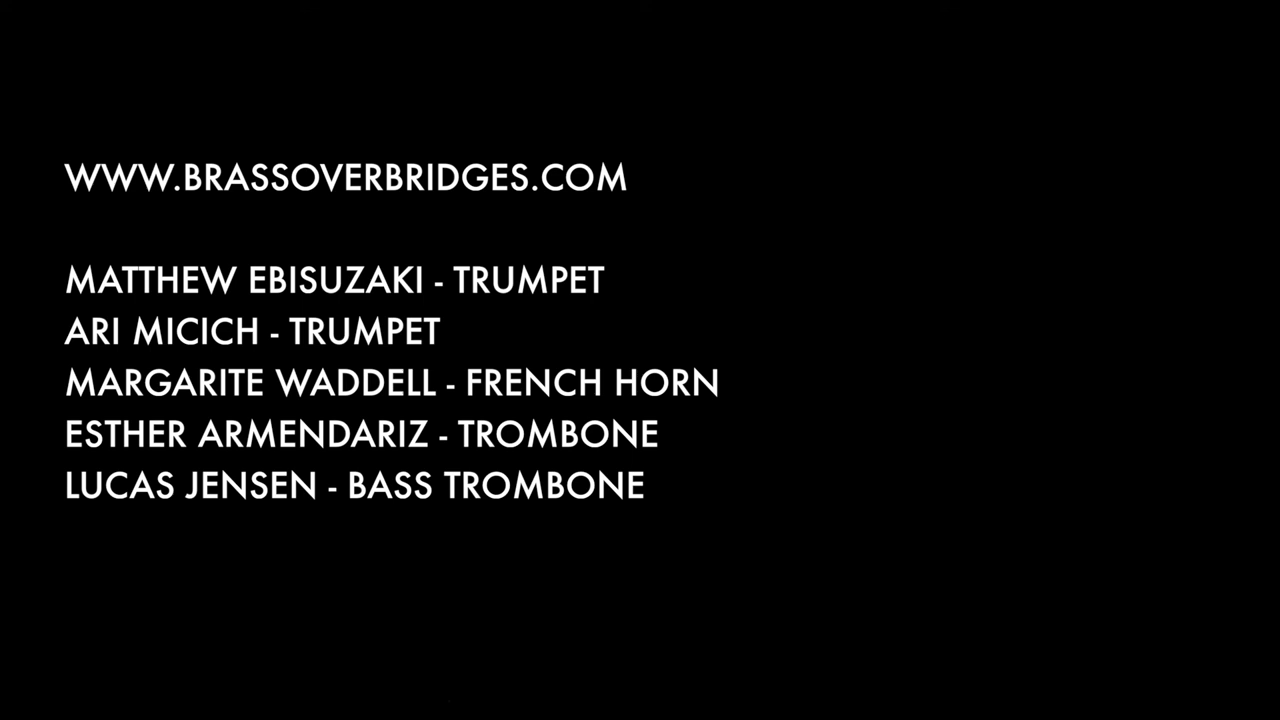 WWW.BRASSOVERBRIDGES.COM
MATTHEW EBISUZAKI - TRUMPET
ARI MICICH - TRUMPET
MARGARITE WADDELL - FRENCH HORN
ESTHER ARMENDARIZ - TROMBONE
LUCAS JENSEN - BASS TROMBONE